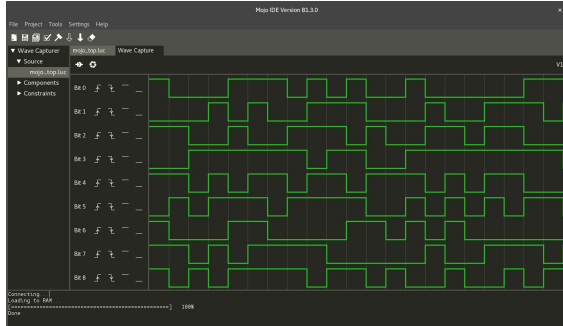 Mojo IDE Version B1.3.0
File Project Tools Settings Help
mojo_top.luc Wave Capture
Wave Capturer
Source
mojo_top.luc
Components
Constraints
V1
Bit 0
Bit 1
Bit 2
Bit 3
Bit 4
Bit 5
Bit 6
Bit 7
Bit 8
Connecting...
Loading to RAM...
100%
Done